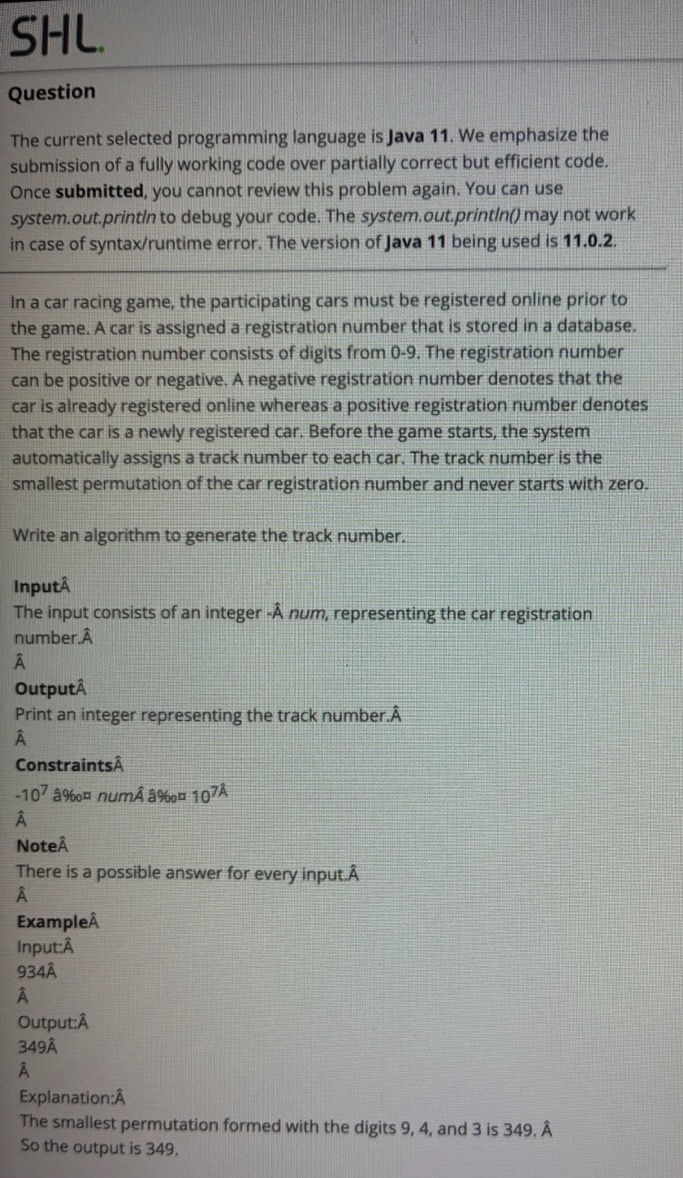 SHL.
Question
The current selected programming language is Java 11. We emphasize the
submission of a fully working code over partially correct but efficient code.
Once submitted, you cannot review this problem again. You can use
system.out.println to debug your code. The system.out.println() may not work
in case of syntax/runtime error. The version of Java 11 being used is 11.0.2.
In a car racing game, the participating cars must be registered online prior to
the game. A car is assigned a registration number that is stored in a database.
The registration number consists of digits from 0-9. The registration number
can be positive or negative. A negative registration number denotes that the
car is already registered online whereas a positive registration number denotes
that the car is a newly registered car. Before the game starts, the system
automatically assigns a track number to each car. The track number is the
smallest permutation of the car registration number and never starts with zero.
Write an algorithm to generate the track number.
InputÂ
The input consists of an integer -Â num, representing the car registration
number.Â
Â
OutputÂ
Print an integer representing the track number.Â
Â
ConstraintsÂ
-10⁷ â‰¤ numÂ â‰¤ 10⁷Â
Â
NoteÂ
There is a possible answer for every input.Â
Â
ExampleÂ
Input:Â
934Â
Â
Output:Â
349Â
Â
Explanation:Â
The smallest permutation formed with the digits 9, 4, and 3 is 349. Â
So the output is 349.